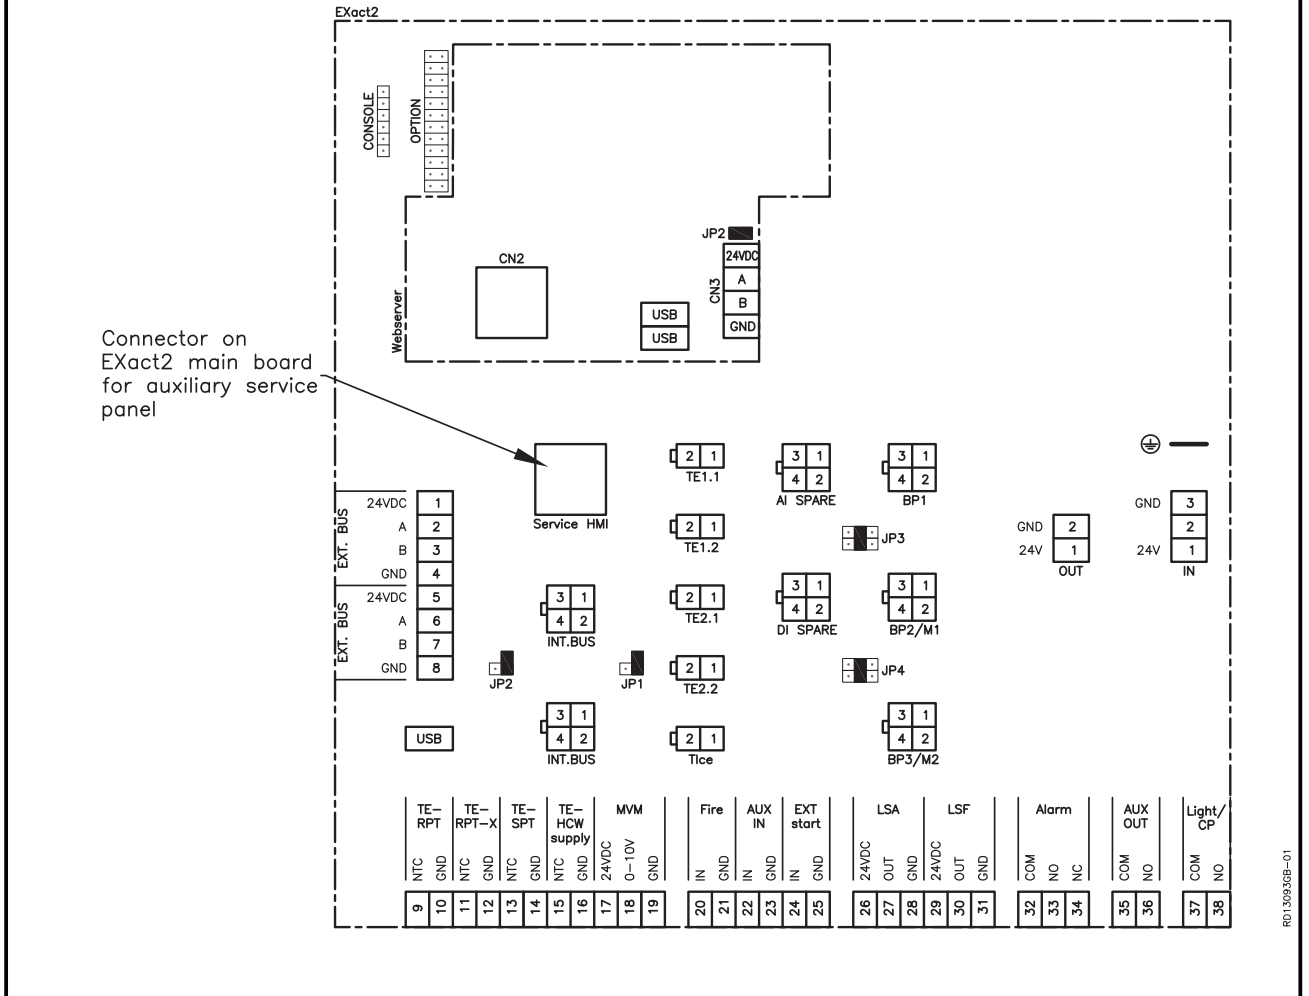 EXact2
CONSOLE
OPTION
JP2
24VDC
A
B
GND
CN3
CN2
USB
USB
Webserver
Connector on
EXact2 main board
for auxiliary service
panel
Service HMI
EXT. BUS
24VDC 1
A 2
B 3
GND 4
EXT. BUS
24VDC 5
A 6
B 7
GND 8
USB
3 1
4 2
INT.BUS
JP2
JP1
3 1
4 2
INT.BUS
2 1
TE1.1
2 1
TE1.2
2 1
TE2.1
2 1
TE2.2
2 1
TIce
3 1
4 2
AI SPARE
3 1
4 2
DI SPARE
3 1
4 2
BP1
JP3
3 1
4 2
BP2/M1
JP4
3 1
4 2
BP3/M2
GND 2
24V 1
OUT
GND 3
2
24V 1
IN
TE-
RPT
NTC GND
9 10
TE-
RPT-X
NTC GND
11 12
TE-
SPT
NTC GND
13 14
TE-
HCW
supply
NTC GND
15 16
MVM
24VDC 0-10V GND
17 18 19
Fire
IN GND
20 21
AUX
IN
IN GND
22 23
EXT
start
IN GND
24 25
LSA
24VDC OUT GND
26 27 28
LSF
24VDC OUT GND
29 30 31
Alarm
COM NO NC
32 33 34
AUX
OUT
COM NO
35 36
Light/
CP
COM NO
37 38
RD13093GB-01